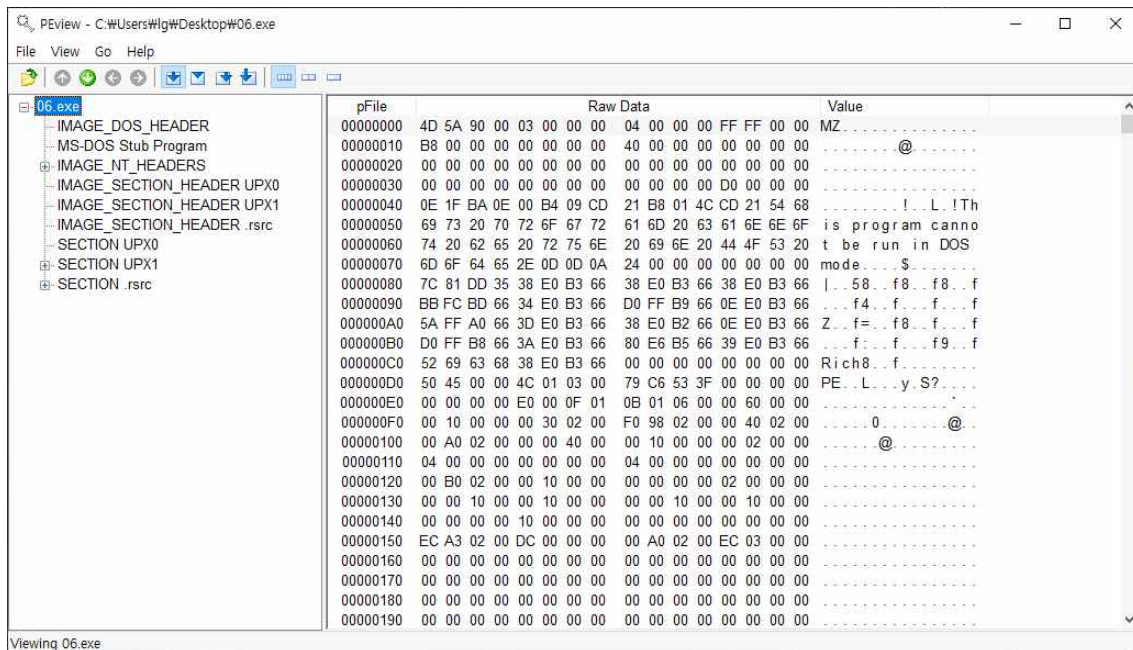 PEview - C:₩Users₩lg₩Desktop₩06.exe
File View Go Help
06.exe
IMAGE_DOS_HEADER
MS-DOS Stub Program
IMAGE_NT_HEADERS
IMAGE_SECTION_HEADER UPX0
IMAGE_SECTION_HEADER UPX1
IMAGE_SECTION_HEADER .rsrc
SECTION UPX0
SECTION UPX1
SECTION .rsrc
pFile Raw Data Value
00000000 4D 5A 90 00 03 00 00 00 04 00 00 00 FF FF 00 00 MZ..............
00000010 B8 00 00 00 00 00 00 00 40 00 00 00 00 00 00 00 ........@.......
00000020 00 00 00 00 00 00 00 00 00 00 00 00 00 00 00 00 ................
00000030 00 00 00 00 00 00 00 00 00 00 00 00 D0 00 00 00 ................
00000040 0E 1F BA 0E 00 B4 09 CD 21 B8 01 4C CD 21 54 68 ........!..L.!Th
00000050 69 73 20 70 72 6F 67 72 61 6D 20 63 61 6E 6E 6F is program canno
00000060 74 20 62 65 20 72 75 6E 20 69 6E 20 44 4F 53 20 t be run in DOS
00000070 6D 6F 64 65 2E 0D 0D 0A 24 00 00 00 00 00 00 00 mode....$.......
00000080 7C 81 DD 35 38 E0 B3 66 38 E0 B3 66 38 E0 B3 66 |..58..f8..f8..f
00000090 BB FC BD 66 34 E0 B3 66 D0 FF B9 66 0E E0 B3 66 ...f4..f...f...f
000000A0 5A FF A0 66 3D E0 B3 66 38 E0 B2 66 0E E0 B3 66 Z..f=..f8..f...f
000000B0 D0 FF B8 66 3A E0 B3 66 80 E6 B5 66 39 E0 B3 66 ...f:..f...f9..f
000000C0 52 69 63 68 38 E0 B3 66 00 00 00 00 00 00 00 00 Rich8..f........
000000D0 50 45 00 00 4C 01 03 00 79 C6 53 3F 00 00 00 00 PE..L...y.S?....
000000E0 00 00 00 00 E0 00 0F 01 0B 01 06 00 00 60 00 00 .............`..
000000F0 00 10 00 00 00 30 02 00 F0 98 02 00 00 40 02 00 .....0.......@..
00000100 00 A0 02 00 00 00 40 00 00 10 00 00 00 02 00 00 ......@.........
00000110 04 00 00 00 00 00 00 00 04 00 00 00 00 00 00 00 ................
00000120 00 B0 02 00 00 10 00 00 00 00 00 00 02 00 00 00 ................
00000130 00 00 10 00 00 10 00 00 00 00 10 00 00 10 00 00 ................
00000140 00 00 00 00 10 00 00 00 00 00 00 00 00 00 00 00 ................
00000150 EC A3 02 00 DC 00 00 00 00 A0 02 00 EC 03 00 00 ................
00000160 00 00 00 00 00 00 00 00 00 00 00 00 00 00 00 00 ................
00000170 00 00 00 00 00 00 00 00 00 00 00 00 00 00 00 00 ................
00000180 00 00 00 00 00 00 00 00 00 00 00 00 00 00 00 00 ................
00000190 00 00 00 00 00 00 00 00 00 00 00 00 00 00 00 00 ................
Viewing 06.exe